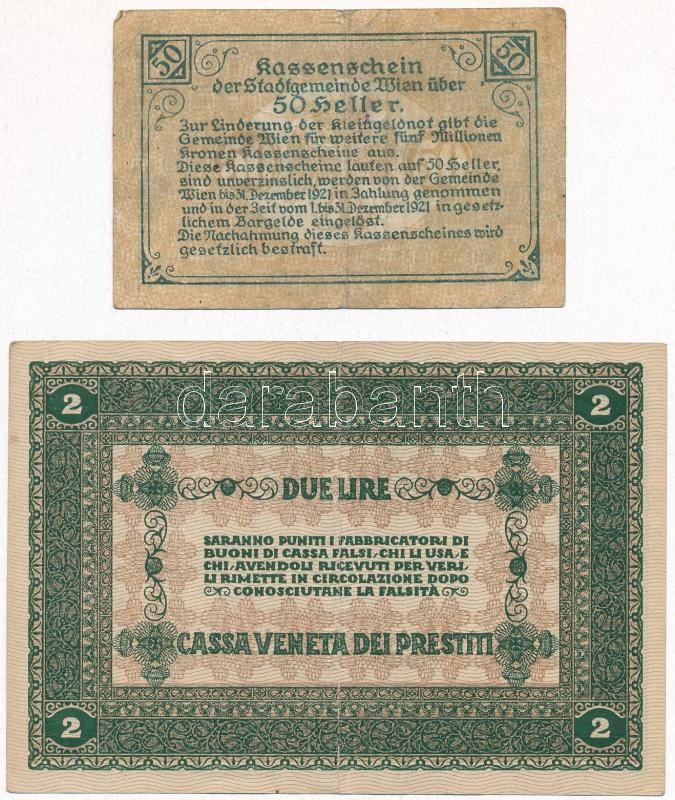 50 50
Kassenschein
der Stadtgemeinde Wien über
50 Heller.
Zur Linderung der Kleingeldnot gibt die
Gemeinde Wien für weitere fünf Millionen
Kronen Kassenscheine aus.
Diese Kassenscheine lauten auf 50 Heller,
sind unverzinslich, werden von der Gemeinde
Wien bis 31. Dezember 1921 in Zahlung genommen
und in der Zeit vom 1. bis 31. Dezember 1921 in gesetz-
lichem Bargelde eingelöst.
Die Nachahmung dieses Kassenscheines wird
gesetzlich bestraft.
darabanth
2 2
DUE LIRE
SARANNO PUNITI I FABBRICATORI DI
BUONI DI CASSA FALSI, CHI LI USA, E
CHI, AVENDOLI RICEVUTI PER VERI,
LI RIMETTE IN CIRCOLAZIONE DOPO
CONOSCIUTANE LA FALSITÀ
CASSA VENETA DEI PRESTITI
2 2